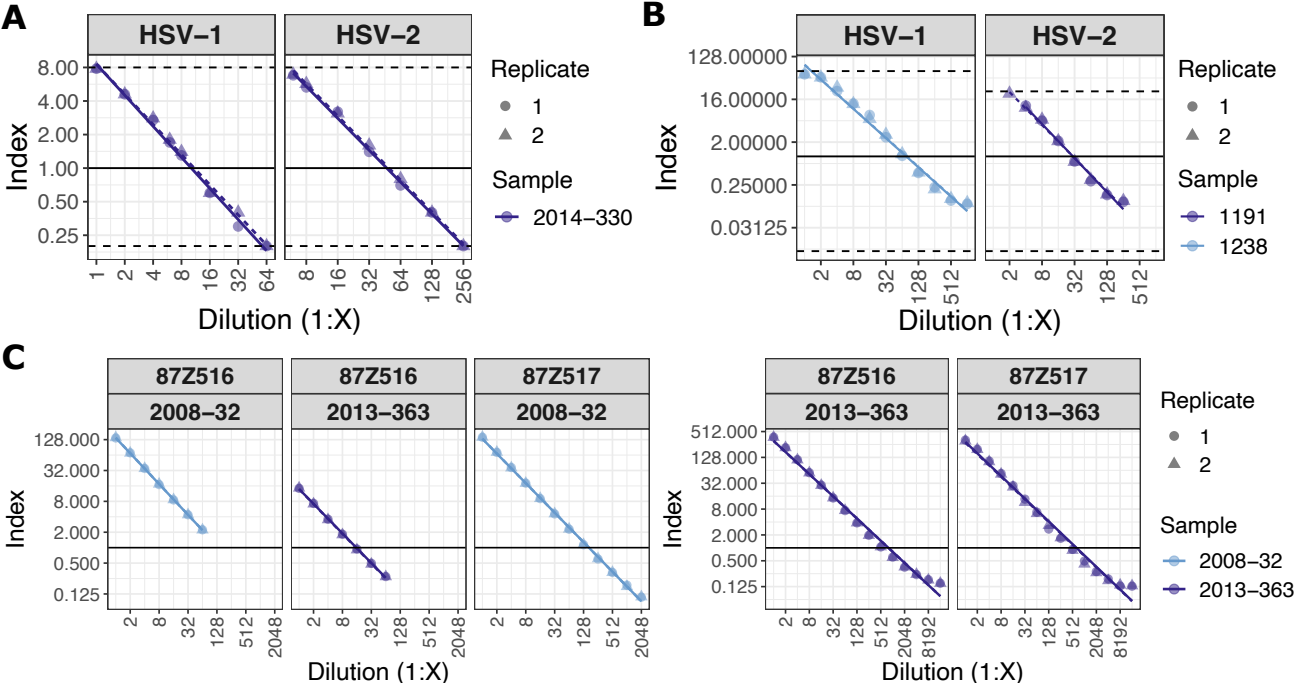 A
HSV−1 HSV−2
8.00
4.00
2.00
1.00
0.50
0.25
Index
1 2 4 8 16 32 64
8 16 32 64 128 256
Dilution (1:X)
Replicate
1
2
Sample
2014−330
B
HSV−1 HSV−2
128.00000
16.00000
2.00000
0.25000
0.03125
Index
2 8 32 128 512
2 8 32 128 512
Dilution (1:X)
Replicate
1
2
Sample
1191
1238
C
87Z516 87Z516 87Z517
2008−32 2013−363 2008−32
128.000
32.000
8.000
2.000
0.500
0.125
Index
2 8 32 128 512 2048
2 8 32 128 512 2048
2 8 32 128 512 2048
Dilution (1:X)
87Z516 87Z517
2013−363 2013−363
512.000
128.000
32.000
8.000
2.000
0.500
0.125
Index
2 8 32 128 512 2048 8192
2 8 32 128 512 2048 8192
Dilution (1:X)
Replicate
1
2
Sample
2008−32
2013−363